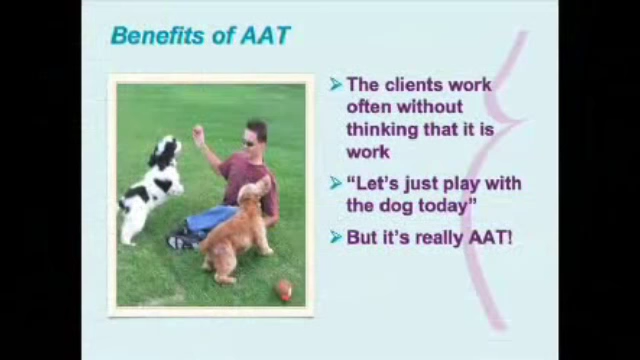 Benefits of AAT
The clients work
often without
thinking that it is
work
“Let’s just play with
the dog today”
But it’s really AAT!